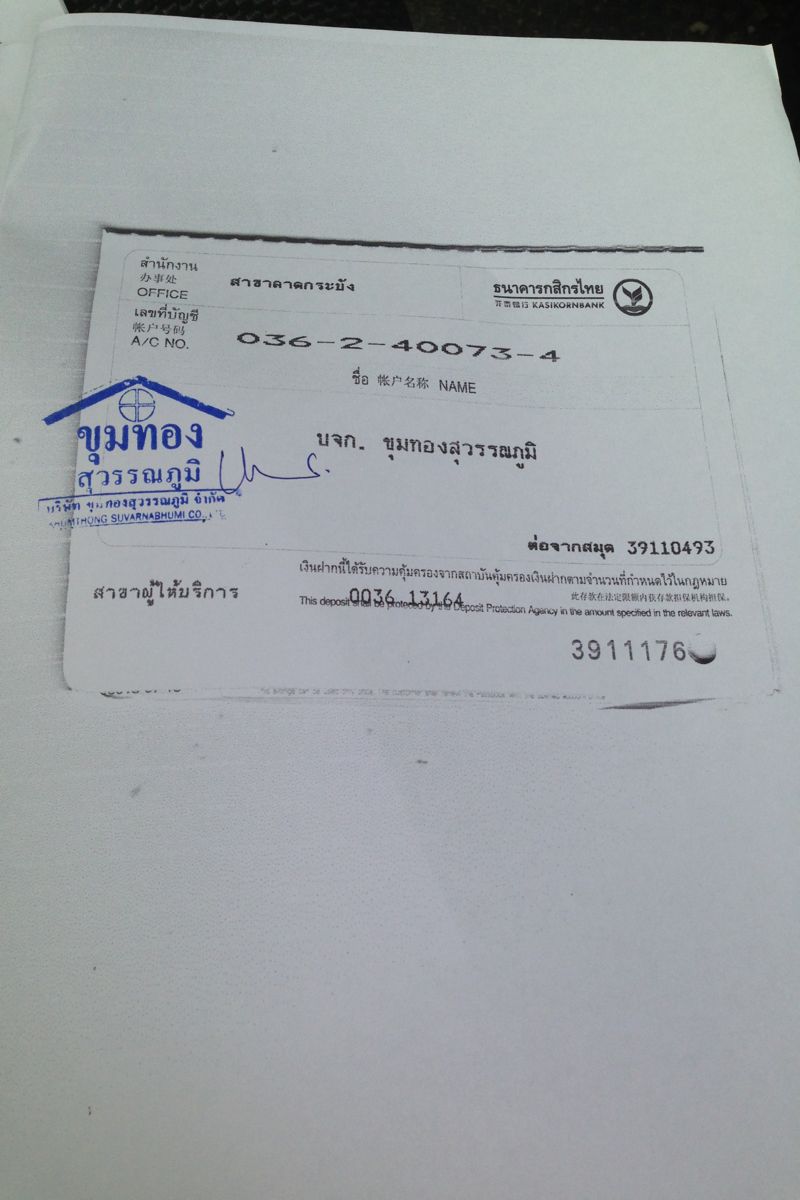 สำนักงาน
办事处
OFFICE
สาขาลาดกระบัง
ธนาคารกสิกรไทย
开泰银行 KASIKORNBANK
เลขที่บัญชี
帐户号码
A/C NO.
036-2-40073-4
ชื่อ 帐户名称 NAME
บจก. ขุมทองสุวรรณภูมิ
ขุมทอง
สุวรรณภูมิ
บริษัท ขุมทองสุวรรณภูมิ จำกัด
KHUMTHONG SUVARNABHUMI CO.,
ต่อจากสมุด 39110493
เงินฝากนี้ได้รับความคุ้มครองจากสถาบันคุ้มครองเงินฝากตามจำนวนที่กำหนดไว้ในกฎหมาย
此存款在法定限额内获存款担保机构担保。
สาขาผู้ให้บริการ
0036 13164
This deposit shall be protected by the Deposit Protection Agency in the amount specified in the relevant laws.
3911176